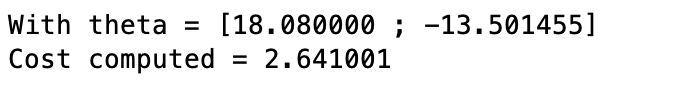 With theta = [18.080000 ; -13.501455]
Cost computed = 2.641001